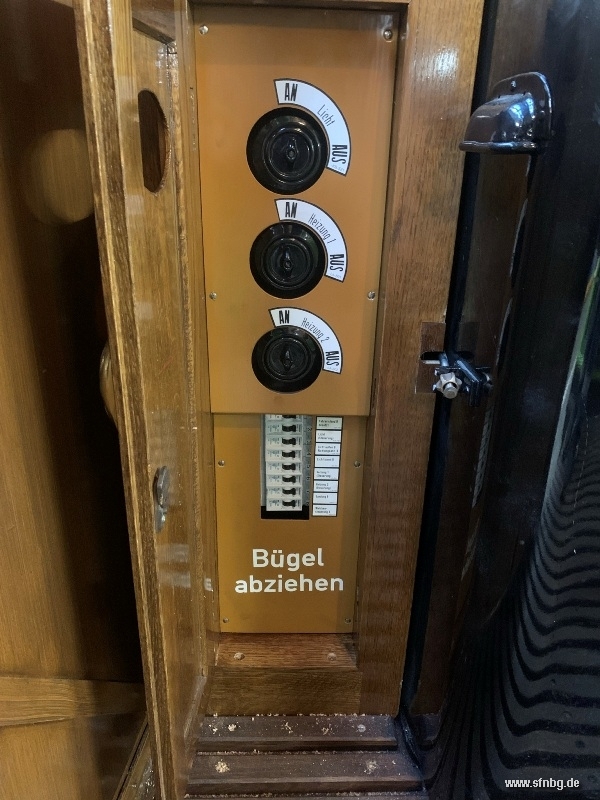 AN Licht AUS
AN Heizung 1 AUS
AN Heizung 2 AUS
Bügel
abziehen
www.sfnbg.de